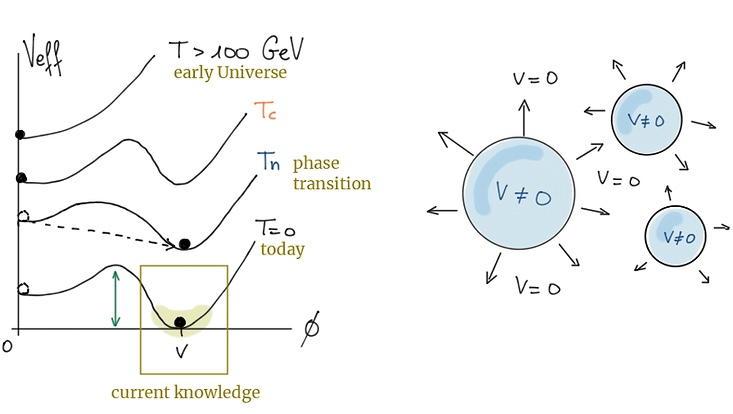 Veff
T > 100 GeV
early Universe
Tc
Tn phase
transition
T=0
today
0
V
ϕ
current knowledge
V=0
V≠0
V≠0
V=0
V≠0
V=0